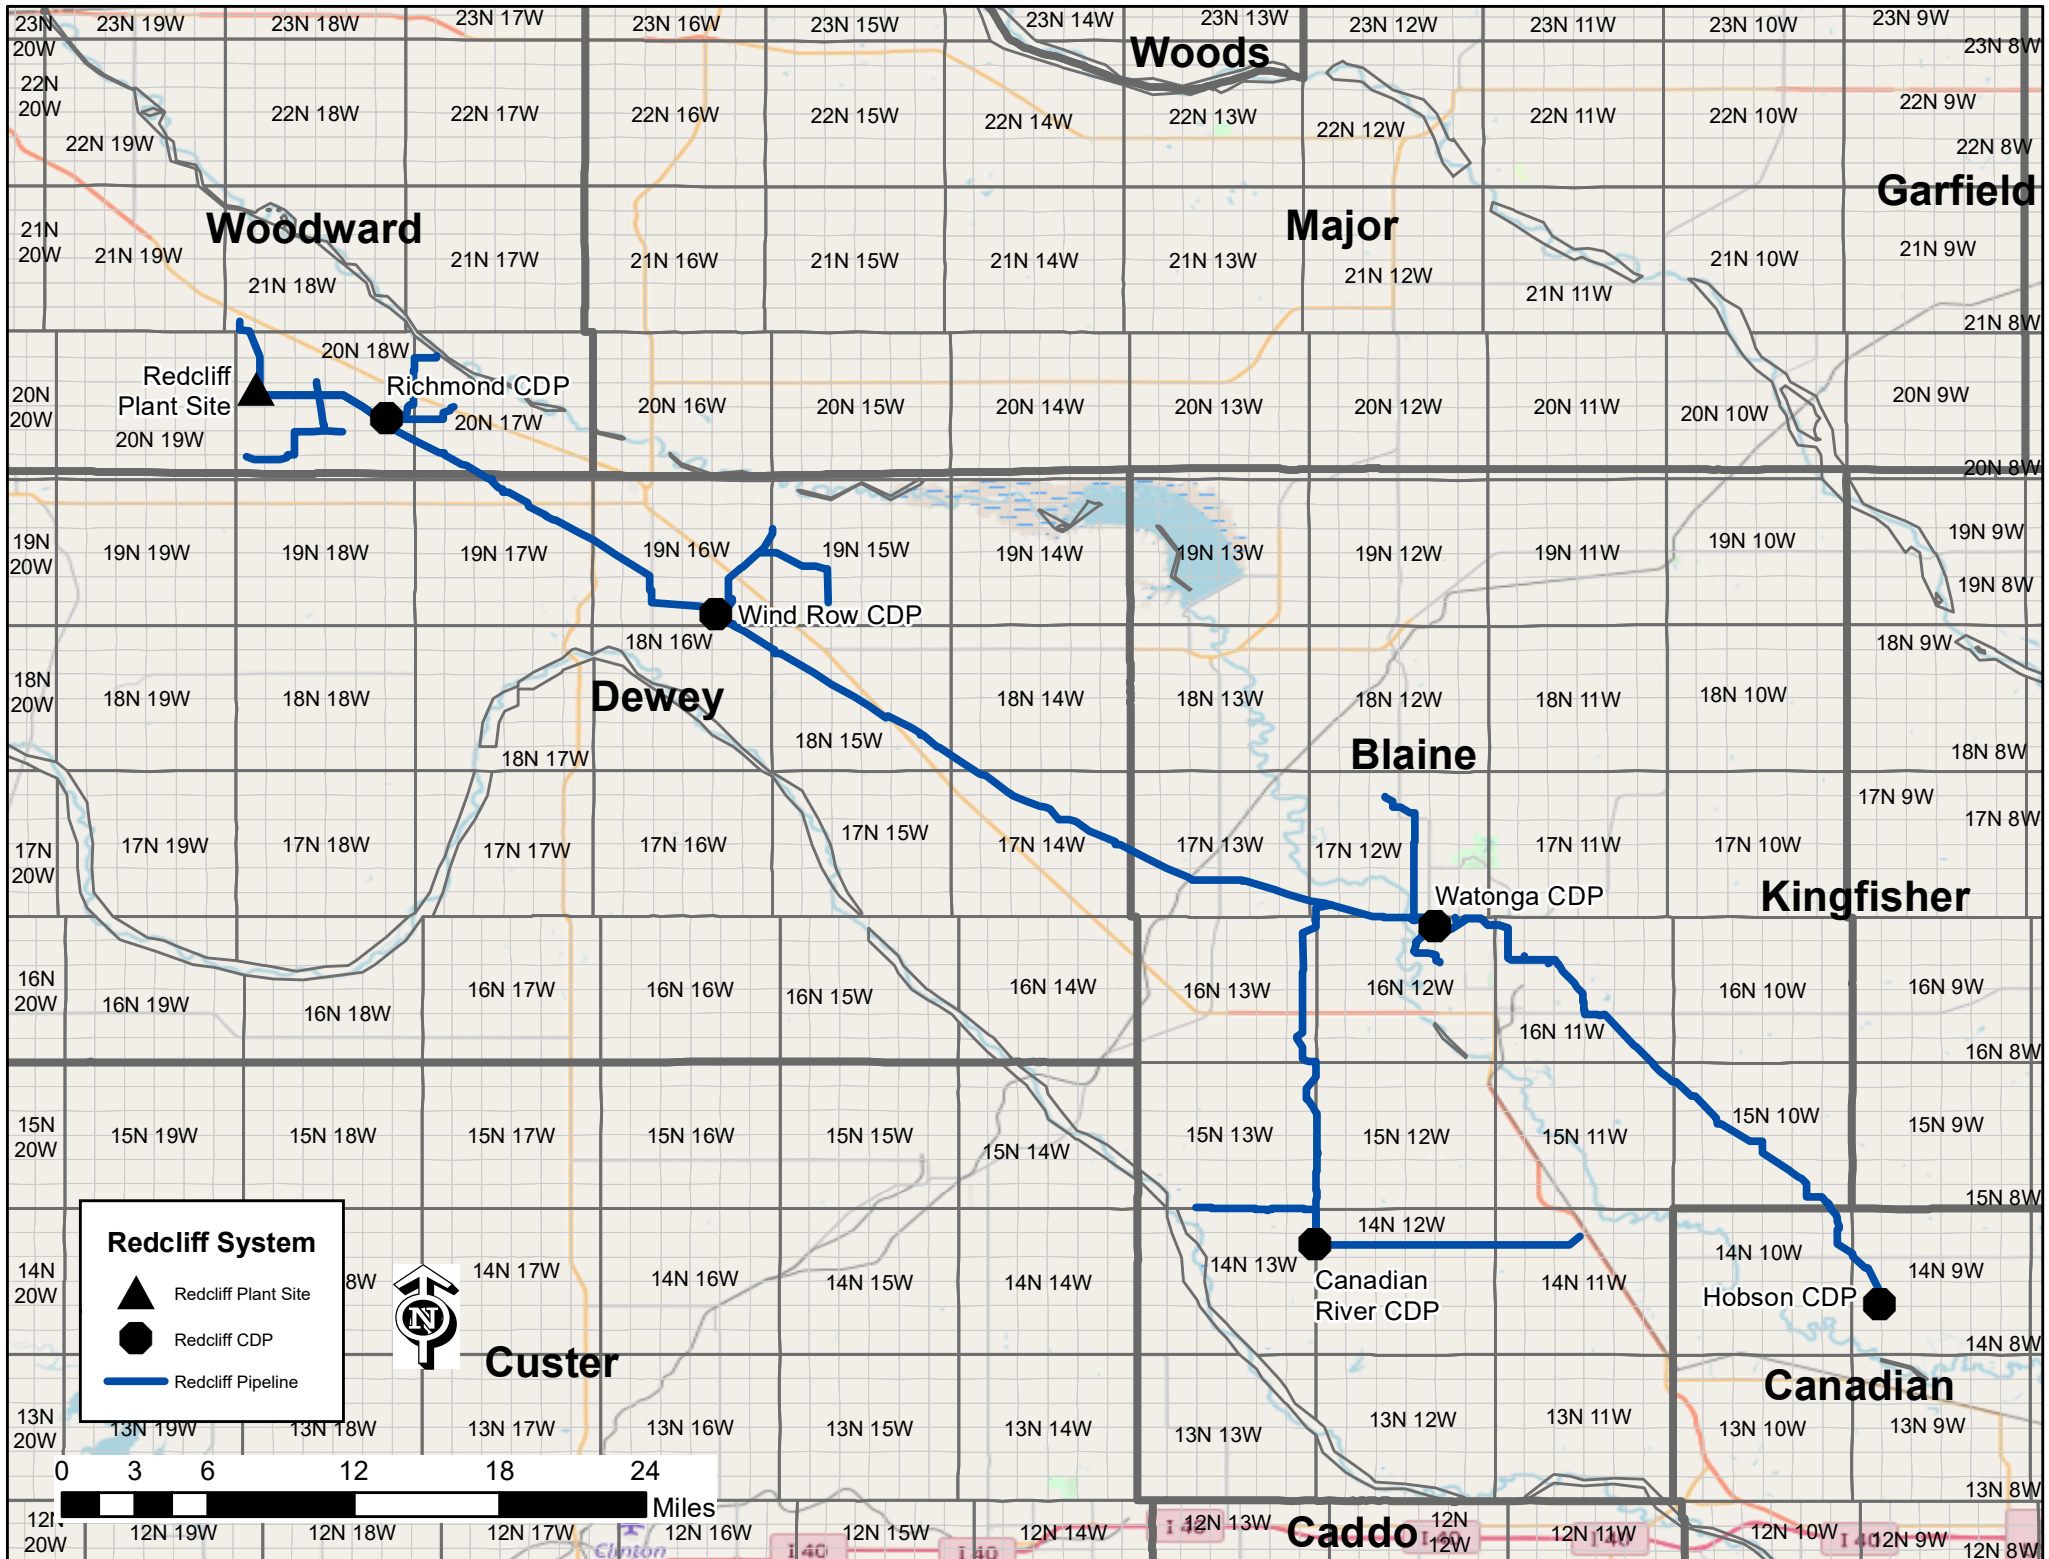 23N
20W
23N 19W
23N 18W
23N 17W
23N 16W
23N 15W
23N 14W
23N 13W
23N 12W
23N 11W
23N 10W
23N 9W
23N 8W
Woods
22N
20W
22N 19W
22N 18W
22N 17W
22N 16W
22N 15W
22N 14W
22N 13W
22N 12W
22N 11W
22N 10W
22N 9W
22N 8W
Woodward
Major
Garfield
21N
20W
21N 19W
21N 18W
21N 17W
21N 16W
21N 15W
21N 14W
21N 13W
21N 12W
21N 11W
21N 10W
21N 9W
21N 8W
20N
20W
Redcliff
Plant Site
20N 19W
20N 18W
Richmond CDP
20N 17W
20N 16W
20N 15W
20N 14W
20N 13W
20N 12W
20N 11W
20N 10W
20N 9W
20N 8W
19N
20W
19N 19W
19N 18W
19N 17W
19N 16W
19N 15W
19N 14W
19N 13W
19N 12W
19N 11W
19N 10W
19N 9W
19N 8W
Wind Row CDP
18N
20W
18N 19W
18N 18W
18N 17W
18N 16W
Dewey
18N 15W
18N 14W
18N 13W
18N 12W
18N 11W
18N 10W
18N 9W
18N 8W
Blaine
17N
20W
17N 19W
17N 18W
17N 17W
17N 16W
17N 15W
17N 14W
17N 13W
17N 12W
17N 11W
17N 10W
17N 9W
17N 8W
Watonga CDP
Kingfisher
16N
20W
16N 19W
16N 18W
16N 17W
16N 16W
16N 15W
16N 14W
16N 13W
16N 12W
16N 11W
16N 10W
16N 9W
16N 8W
15N
20W
15N 19W
15N 18W
15N 17W
15N 16W
15N 15W
15N 14W
15N 13W
15N 12W
15N 11W
15N 10W
15N 9W
15N 8W
14N
20W
8W
14N 17W
14N 16W
14N 15W
14N 14W
14N 13W
14N 12W
14N 11W
14N 10W
14N 9W
14N 8W
Canadian
River CDP
Hobson CDP
Redcliff System
Redcliff Plant Site
Redcliff CDP
Redcliff Pipeline
N
Custer
Canadian
13N
20W
13N 19W
13N 18W
13N 17W
13N 16W
13N 15W
13N 14W
13N 13W
13N 12W
13N 11W
13N 10W
13N 9W
13N 8W
0 3 6 12 18 24
Miles
12N
20W
12N 19W
12N 18W
12N 17W
12N 16W
12N 15W
12N 14W
12N 13W
Caddo
12N
12W
12N 11W
12N 10W
12N 9W
12N 8W
Clinton
I 40
I 40
I 40
I 40
I 40
I 40